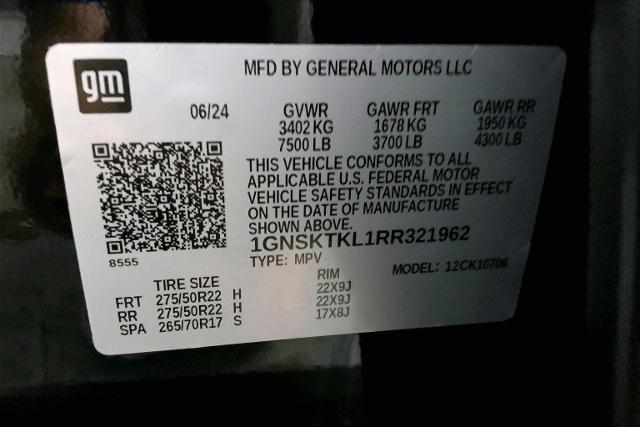 gm
MFD BY GENERAL MOTORS LLC
06/24 GVWR GAWR FRT GAWR RR
3402 KG 1678 KG 1950 KG
7500 LB 3700 LB 4300 LB
THIS VEHICLE CONFORMS TO ALL
APPLICABLE U.S. FEDERAL MOTOR
VEHICLE SAFETY STANDARDS IN EFFECT
ON THE DATE OF MANUFACTURE
SHOWN ABOVE.
1GNSKTKL1RR321962
8555
TYPE: MPV MODEL: 12CK10706
TIRE SIZE RIM
FRT 275/50R22 H 22X9J
RR 275/50R22 H 22X9J
SPA 265/70R17 S 17X8J